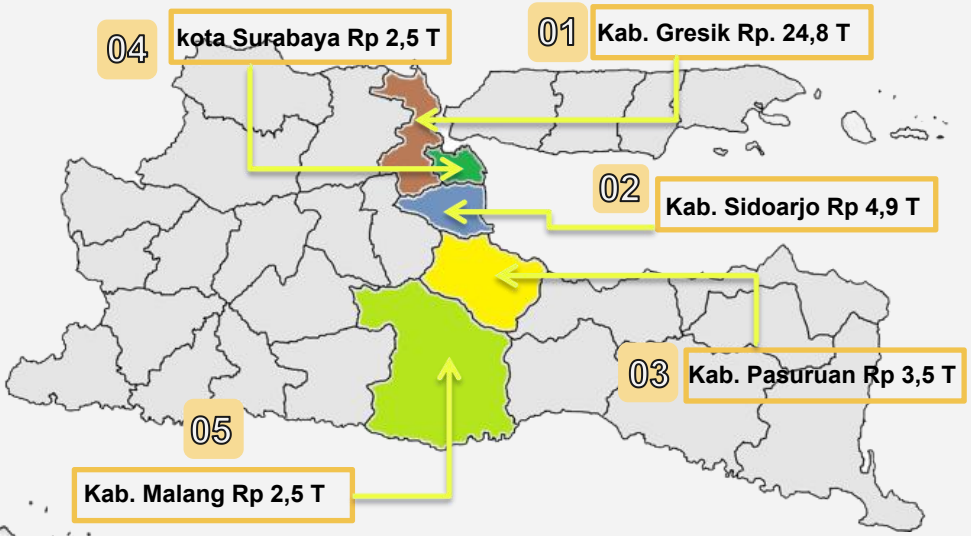 04
kota Surabaya Rp 2,5 T
01
Kab. Gresik Rp. 24,8 T
02
Kab. Sidoarjo Rp 4,9 T
03
Kab. Pasuruan Rp 3,5 T
05
Kab. Malang Rp 2,5 T